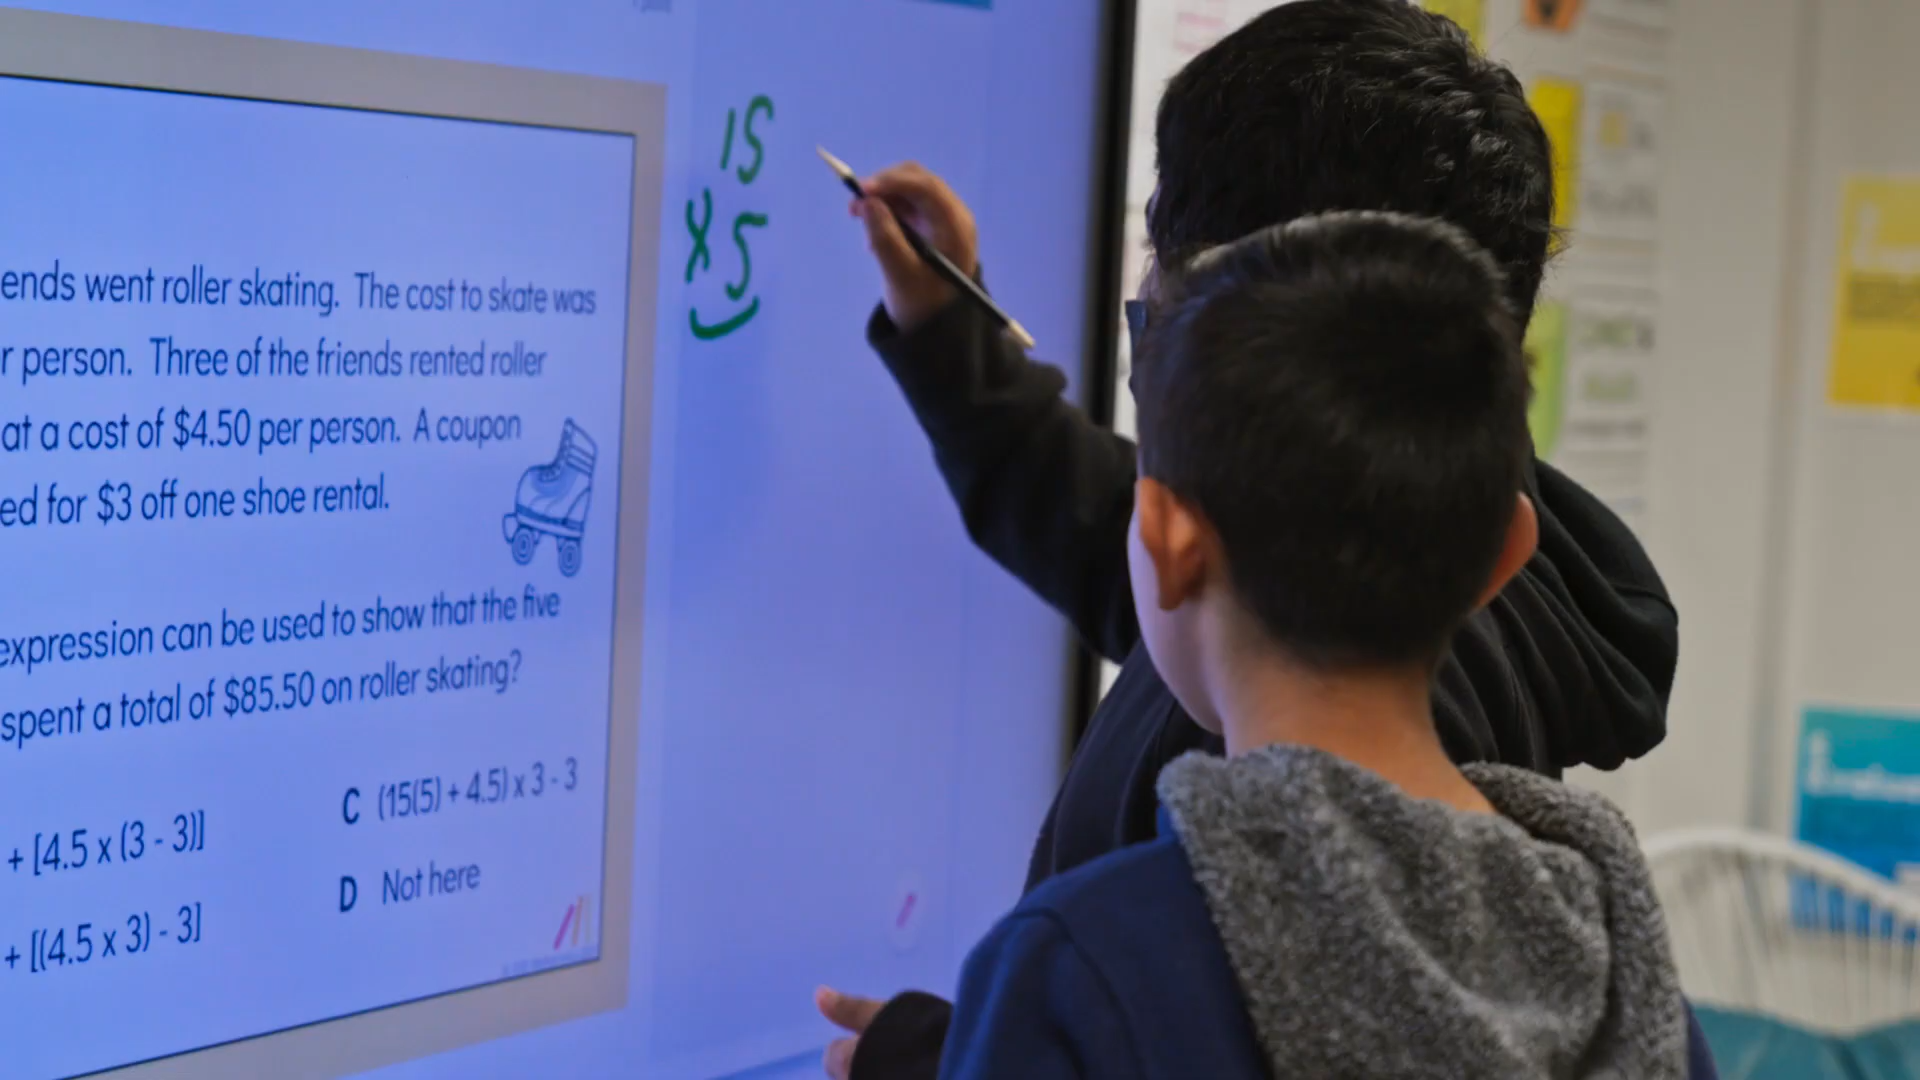 ends went roller skating. The cost to skate was
r person. Three of the friends rented roller
at a cost of $4.50 per person. A coupon
ed for $3 off one shoe rental.
expression can be used to show that the five
spent a total of $85.50 on roller skating?
+ [4.5 x (3 - 3)]
+ [(4.5 x 3) - 3]
C (15(5) + 4.5) x 3 - 3
D Not here
15
x 5